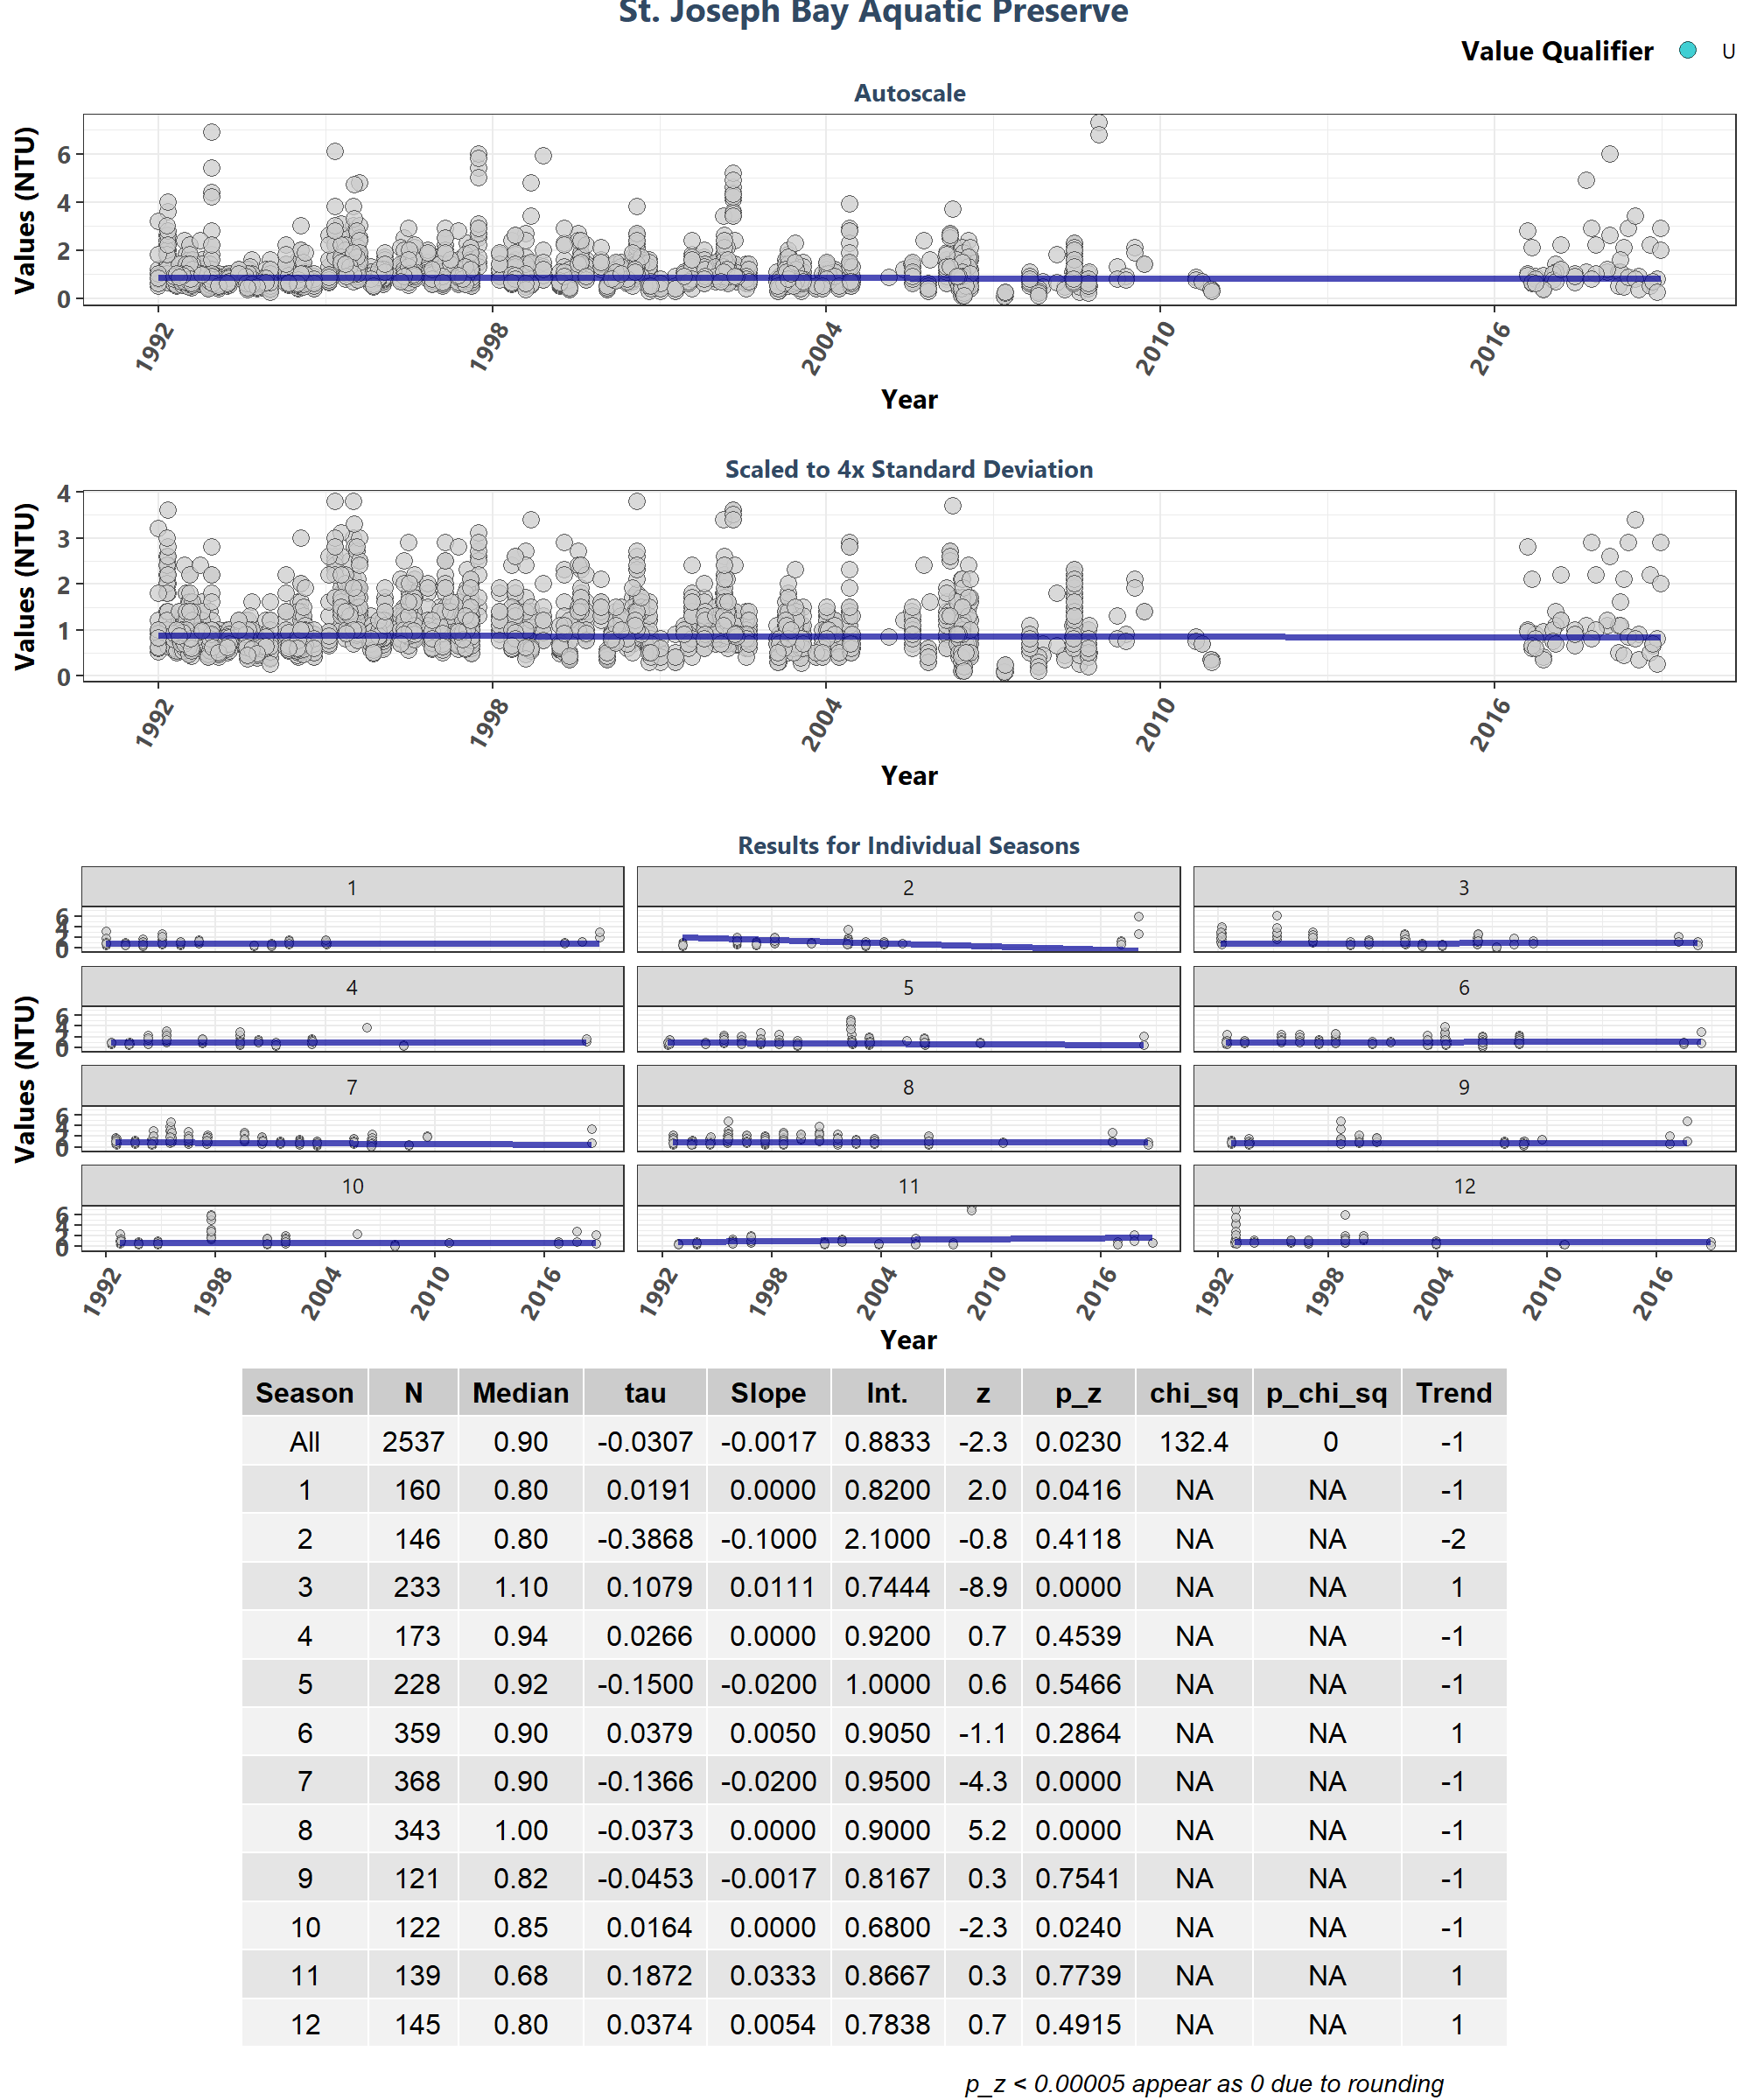 St. Joseph Bay Aquatic Preserve
Value Qualifier U
Autoscale
Values (NTU)
6
4
2
0
1992 1998 2004 2010 2016
Year
Scaled to 4x Standard Deviation
Values (NTU)
4
3
2
1
0
1992 1998 2004 2010 2016
Year
Results for Individual Seasons
Values (NTU)
1 2 3
6
4
2
0
4 5 6
6
4
2
0
7 8 9
6
4
2
0
10 11 12
6
4
2
0
1992 1998 2004 2010 2016 1992 1998 2004 2010 2016 1992 1998 2004 2010 2016
Year
Season N Median tau Slope Int. z p_z chi_sq p_chi_sq Trend
All 2537 0.90 -0.0307 -0.0017 0.8833 -2.3 0.0230 132.4 0 -1
1 160 0.80 0.0191 0.0000 0.8200 2.0 0.0416 NA NA -1
2 146 0.80 -0.3868 -0.1000 2.1000 -0.8 0.4118 NA NA -2
3 233 1.10 0.1079 0.0111 0.7444 -8.9 0.0000 NA NA 1
4 173 0.94 0.0266 0.0000 0.9200 0.7 0.4539 NA NA -1
5 228 0.92 -0.1500 -0.0200 1.0000 0.6 0.5466 NA NA -1
6 359 0.90 0.0379 0.0050 0.9050 -1.1 0.2864 NA NA 1
7 368 0.90 -0.1366 -0.0200 0.9500 -4.3 0.0000 NA NA -1
8 343 1.00 -0.0373 0.0000 0.9000 5.2 0.0000 NA NA -1
9 121 0.82 -0.0453 -0.0017 0.8167 0.3 0.7541 NA NA -1
10 122 0.85 0.0164 0.0000 0.6800 -2.3 0.0240 NA NA -1
11 139 0.68 0.1872 0.0333 0.8667 0.3 0.7739 NA NA 1
12 145 0.80 0.0374 0.0054 0.7838 0.7 0.4915 NA NA 1
p_z < 0.00005 appear as 0 due to rounding